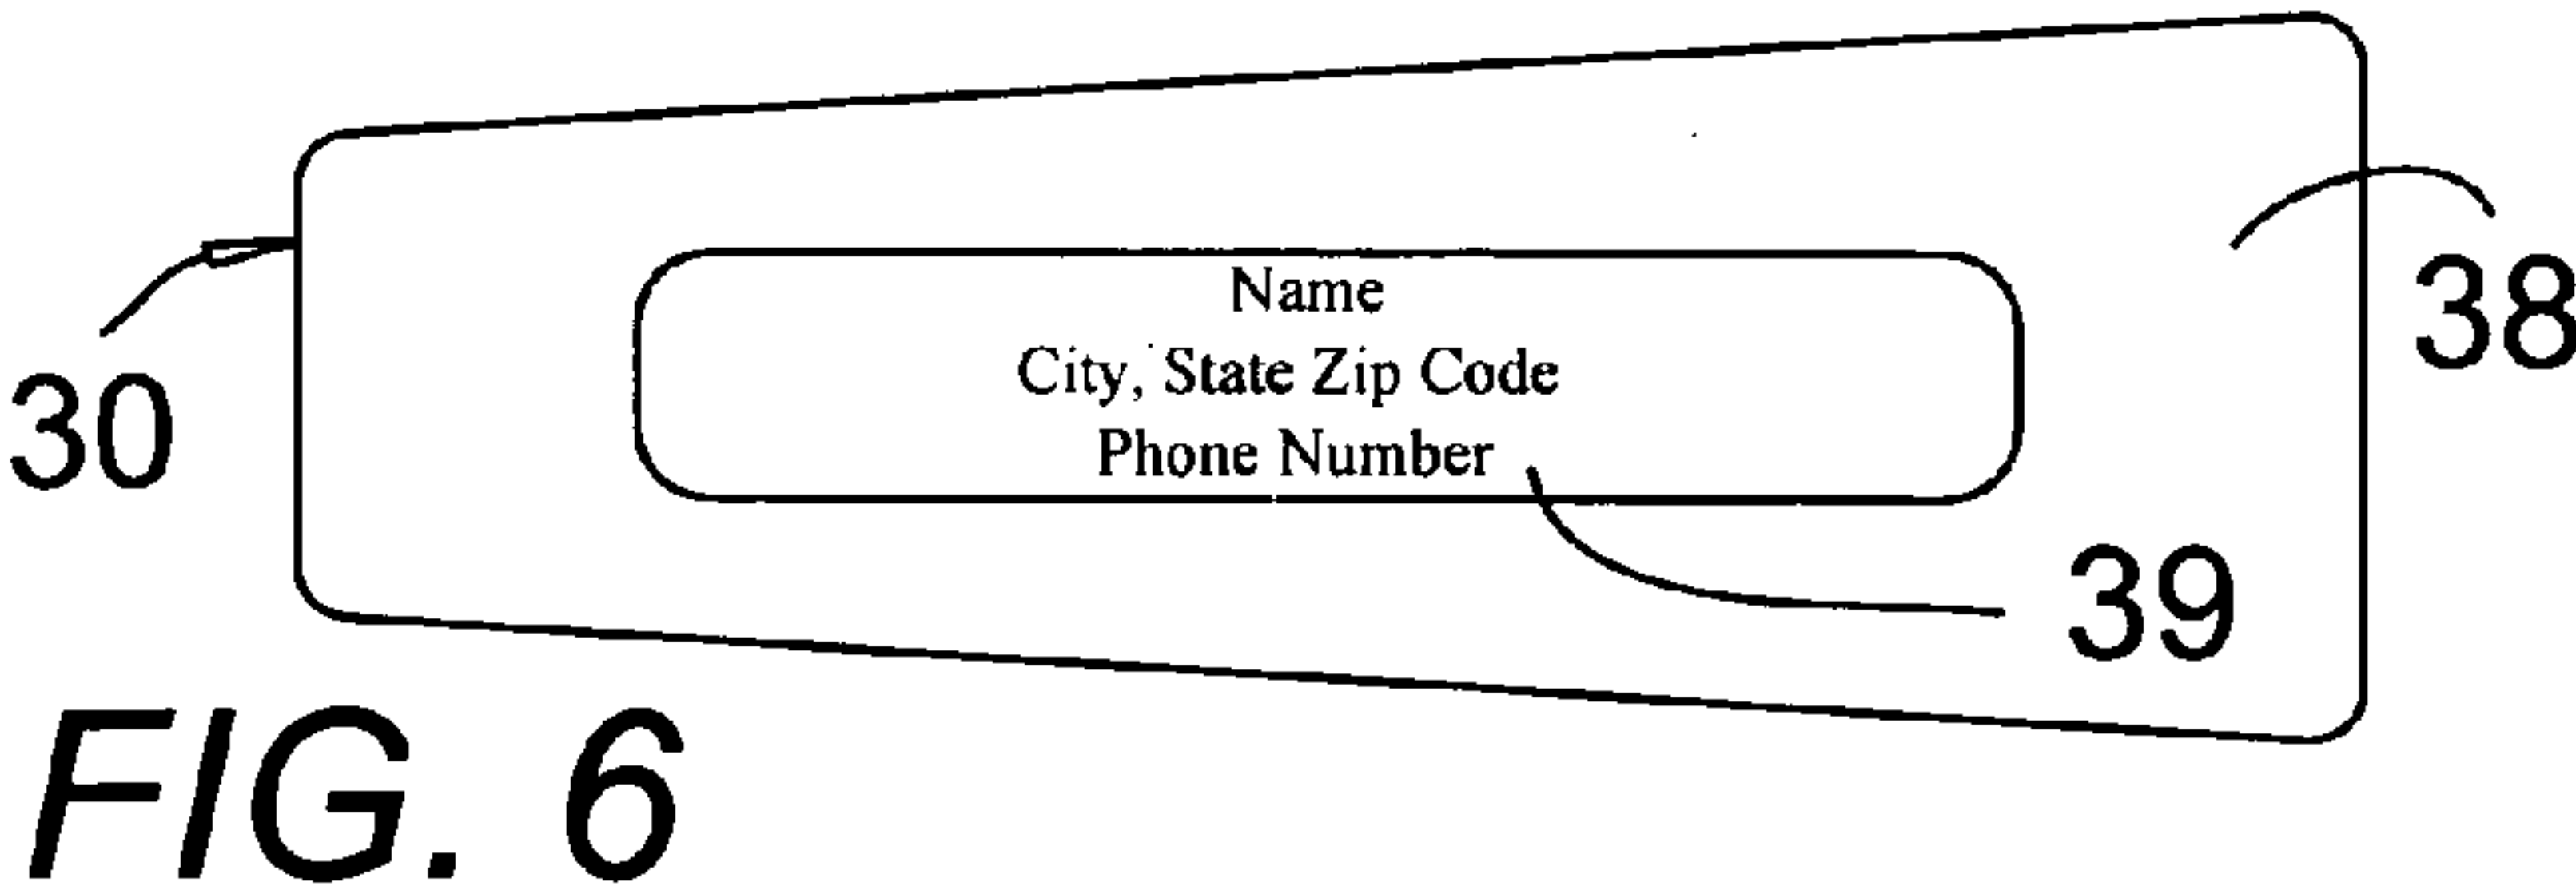 Name
City, State Zip Code
Phone Number
30
38
39
FIG. 6